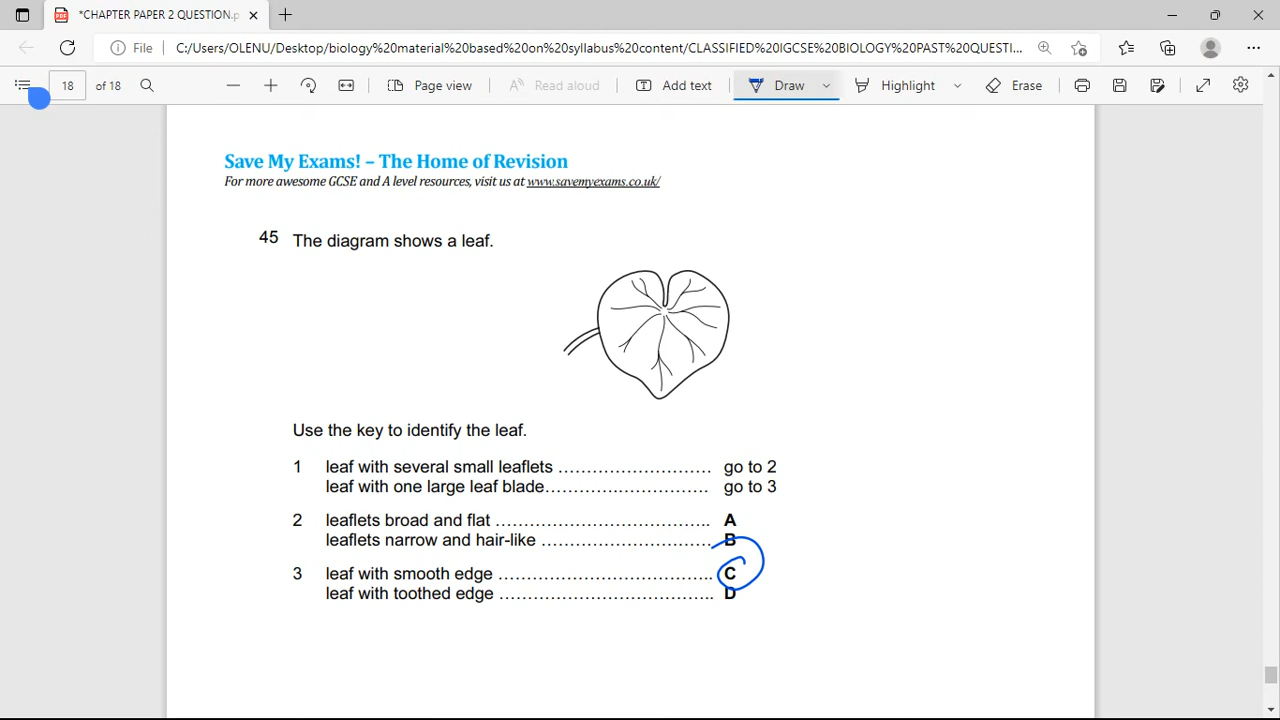 *CHAPTER PAPER 2 QUESTION.p
File C:/Users/OLENU/Desktop/biology%20material%20based%20on%20syllabus%20content/CLASSIFIED%20IGCSE%20BIOLOGY%20PAST%20QUESTI...
18 of 18 Page view Read aloud Add text Draw Highlight Erase
Save My Exams! – The Home of Revision
For more awesome GCSE and A level resources, visit us at www.savemyexams.co.uk/
45 The diagram shows a leaf.
Use the key to identify the leaf.
1 leaf with several small leaflets ……………………… go to 2
leaf with one large leaf blade………….…………… go to 3
2 leaflets broad and flat ……………………………….. A
leaflets narrow and hair-like ………………………… B
3 leaf with smooth edge ……………………………….. C
leaf with toothed edge ……………………………….. D